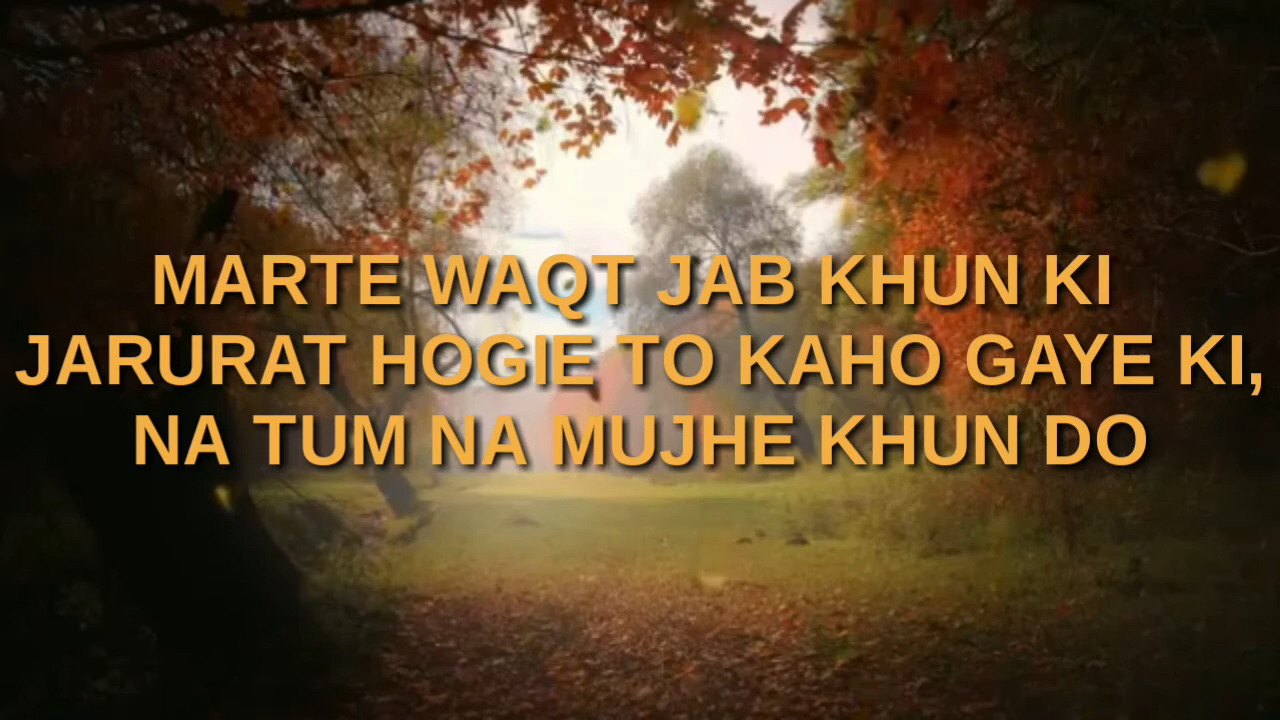 MARTE WAQT JAB KHUN KI
JARURAT HOGIE TO KAHO GAYE KI,
NA TUM NA MUJHE KHUN DO